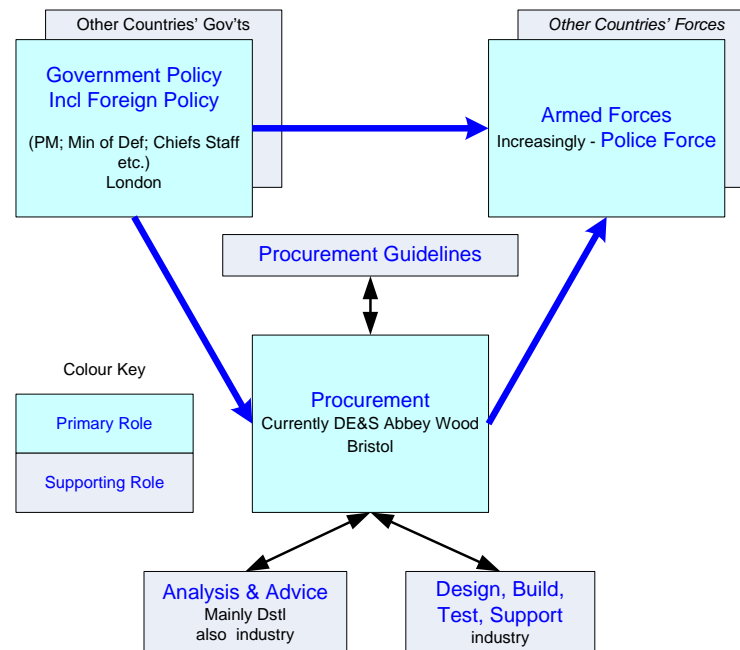 Other Countries' Gov'ts
Government Policy
Incl Foreign Policy
(PM; Min of Def; Chiefs Staff
etc.)
London
Other Countries' Forces
Armed Forces
Increasingly - Police Force
Procurement Guidelines
Colour Key
Primary Role
Supporting Role
Procurement
Currently DE&S Abbey Wood
Bristol
Analysis & Advice
Mainly Dstl
also industry
Design, Build,
Test, Support
industry